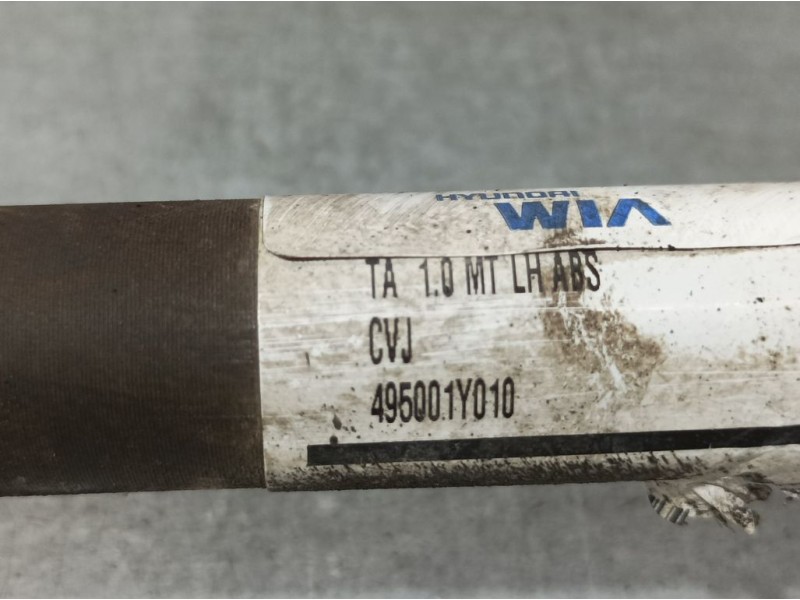 HYUNDAI
WIA
TA 1.0 MT LH ABS
CVJ
495001Y010